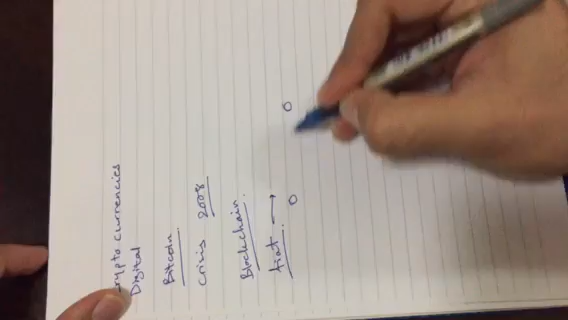 rypto currencies
Digital
Bitcoin
crisis 2008
Blockchain.
fiat. →
o o